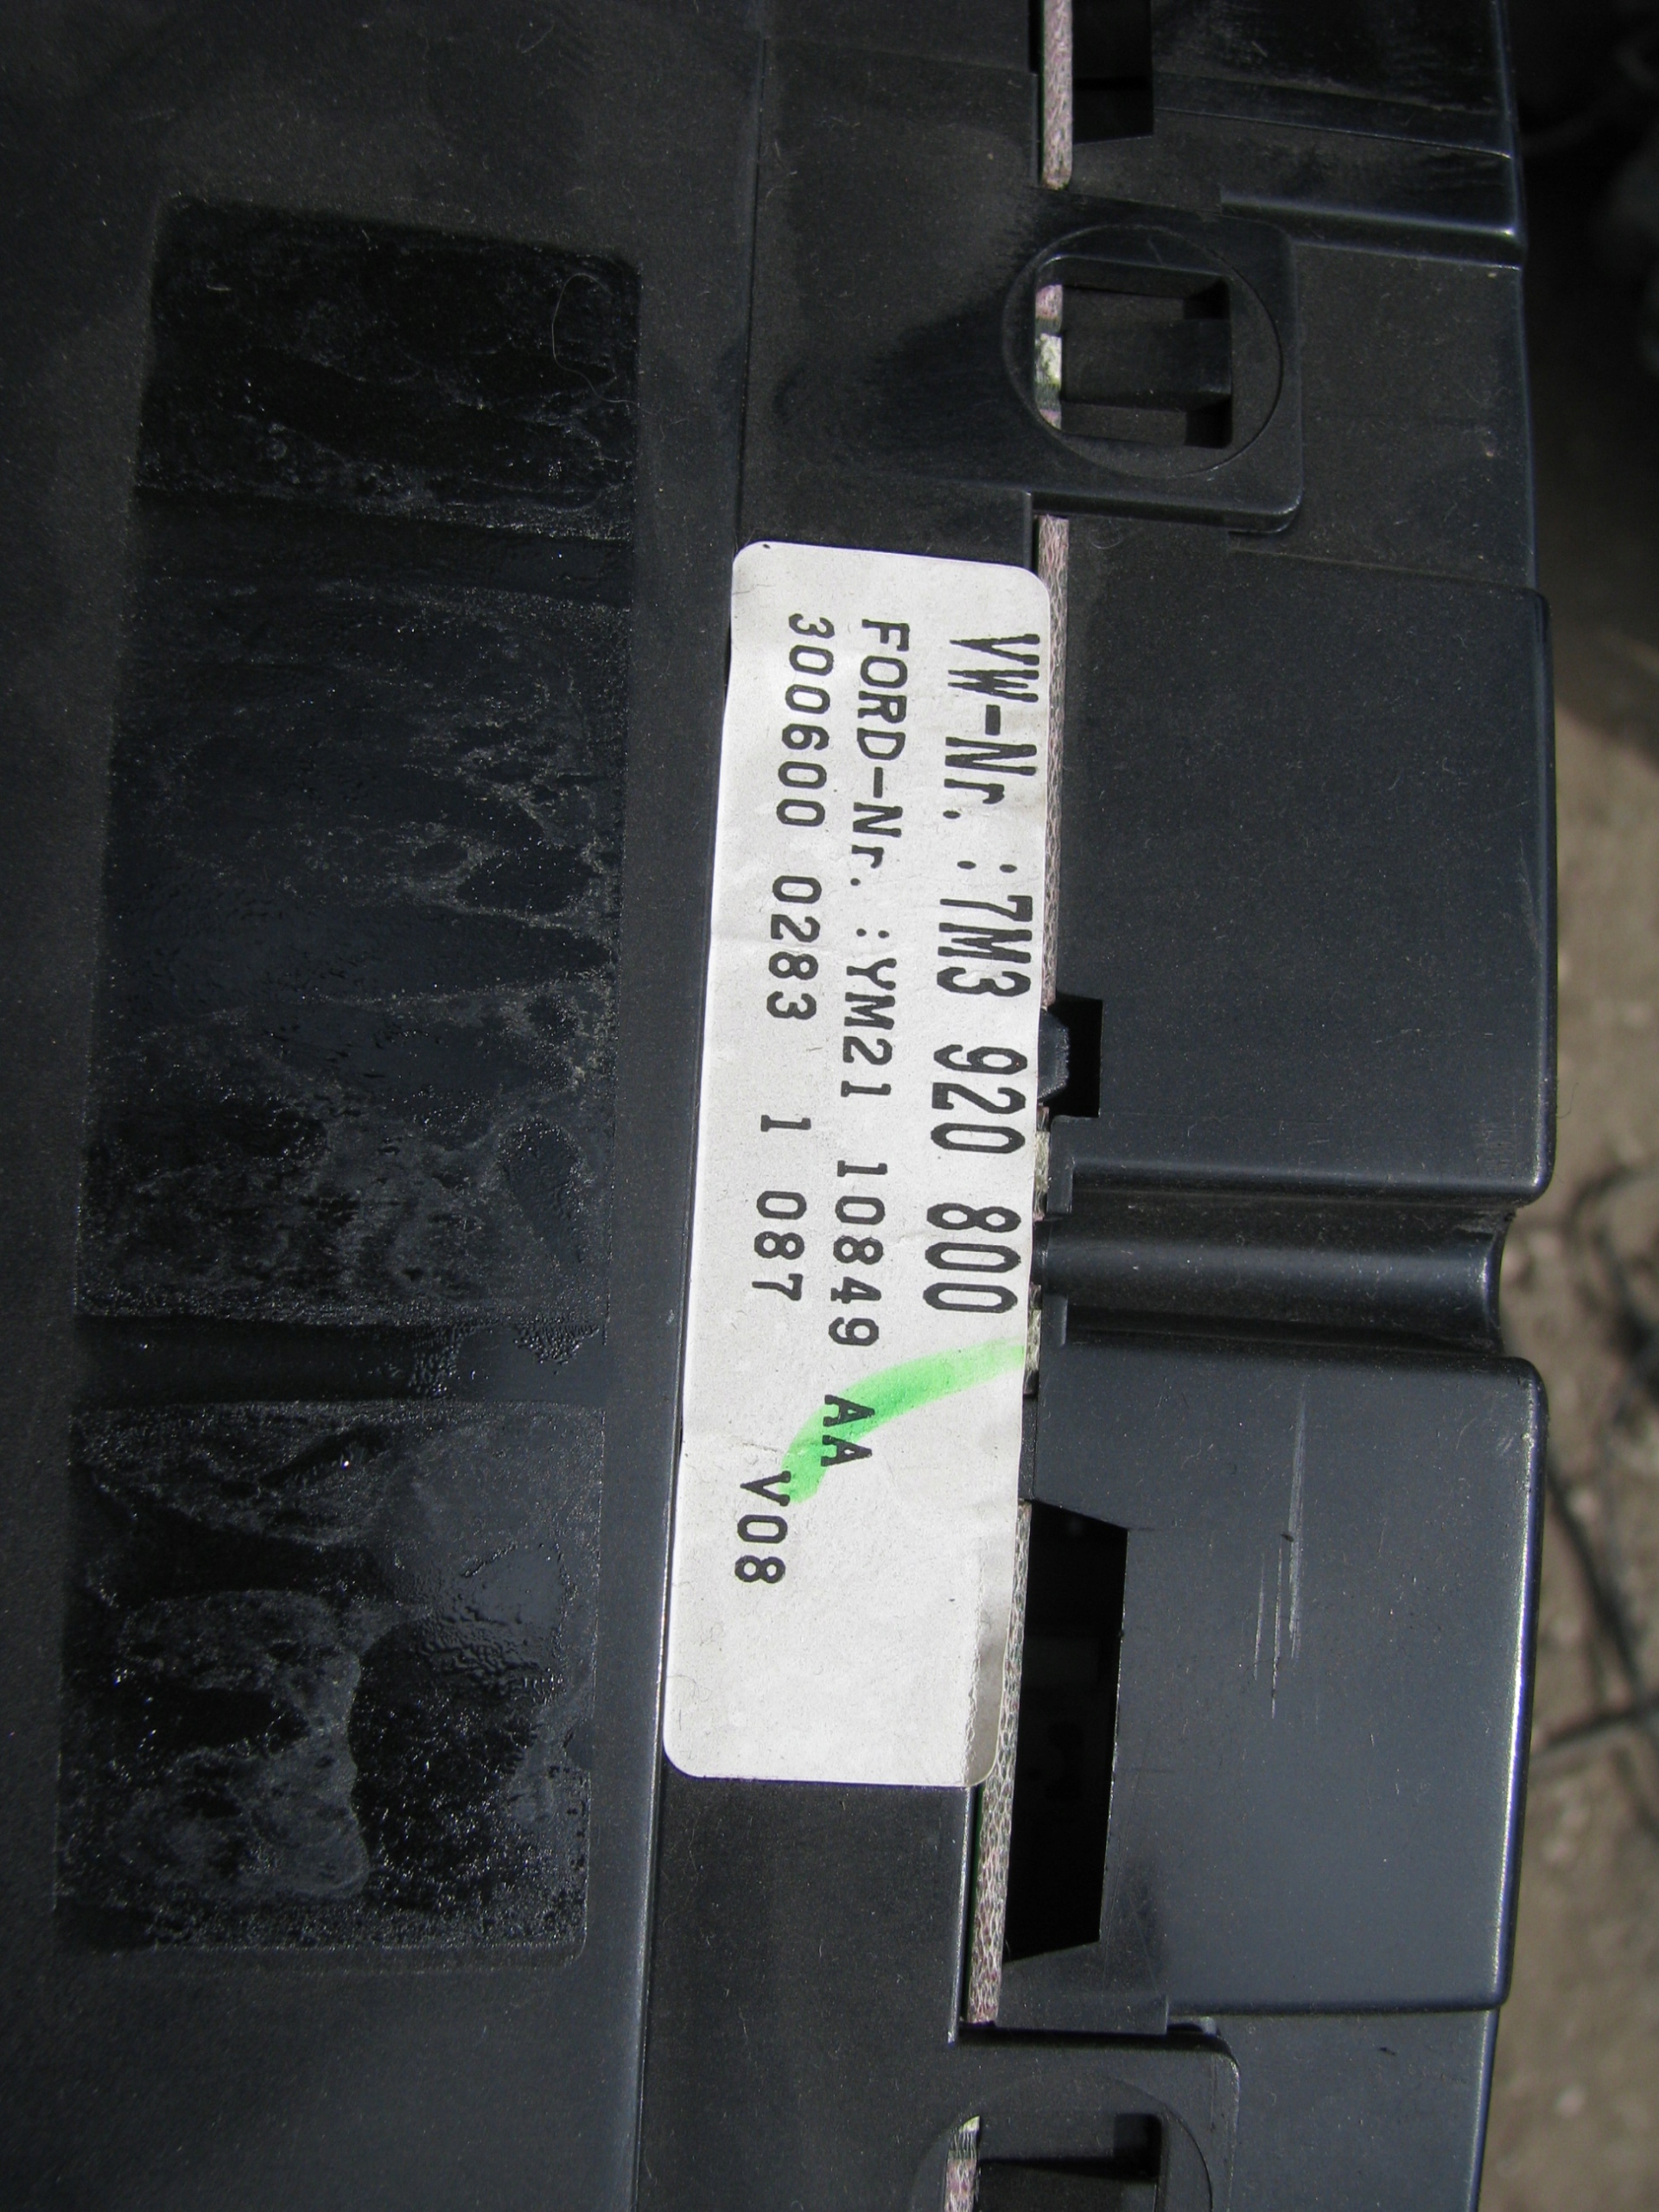 VW-Nr. :7M3 920 800
FORD-Nr. :YM21 10849 AA
300600 0283 1 087 V08